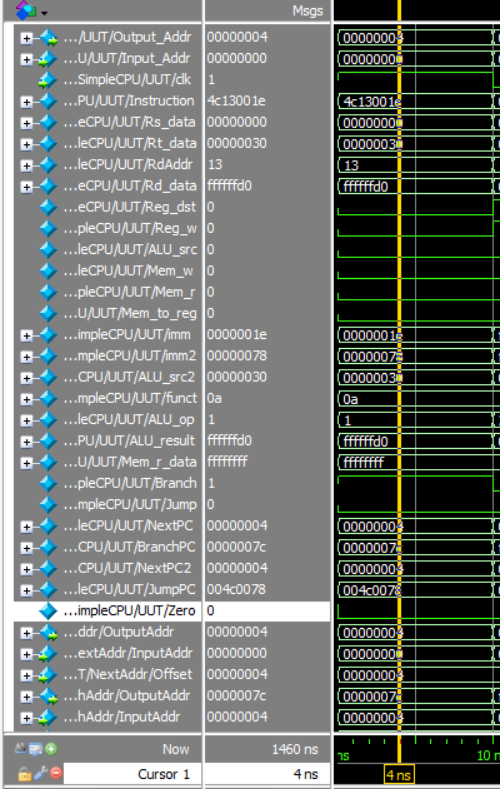 Msgs
.../UUT/Output_Addr 00000004 00000004
...U/UUT/Input_Addr 00000000 00000000
...SimpleCPU/UUT/clk 1
...PU/UUT/Instruction 4c13001e 4c13001e
...eCPU/UUT/Rs_data 00000000 00000000
...leCPU/UUT/Rt_data 00000030 00000030
...leCPU/UUT/RdAddr 13 13
...eCPU/UUT/Rd_data ffffffd0 ffffffd0
...eCPU/UUT/Reg_dst 0
...pleCPU/UUT/Reg_w 0
...leCPU/UUT/ALU_src 0
...leCPU/UUT/Mem_w 0
...pleCPU/UUT/Mem_r 0
...U/UUT/Mem_to_reg 0
...impleCPU/UUT/imm 0000001e 0000001e
...mpleCPU/UUT/imm2 00000078 00000078
...CPU/UUT/ALU_src2 00000030 00000030
...mpleCPU/UUT/funct 0a 0a
...leCPU/UUT/ALU_op 1 1
...PU/UUT/ALU_result ffffffd0 ffffffd0
...U/UUT/Mem_r_data ffffffff ffffffff
...pleCPU/UUT/Branch 1
...mpleCPU/UUT/Jump 0
...leCPU/UUT/NextPC 00000004 00000004
...CPU/UUT/BranchPC 0000007c 0000007
...CPU/UUT/NextPC2 00000004 00000004
...leCPU/UUT/JumpPC 004c0078 004c0078
...impleCPU/UUT/Zero 0
...ddr/OutputAddr 00000004 00000004
...extAddr/InputAddr 00000000 00000000
...T/NextAddr/Offset 00000004 00000004
...hAddr/OutputAddr 0000007c 0000007
...hAddr/InputAddr 00000004 00000004
Now 1460 ns ns 10 n
Cursor 1 4 ns 4 ns